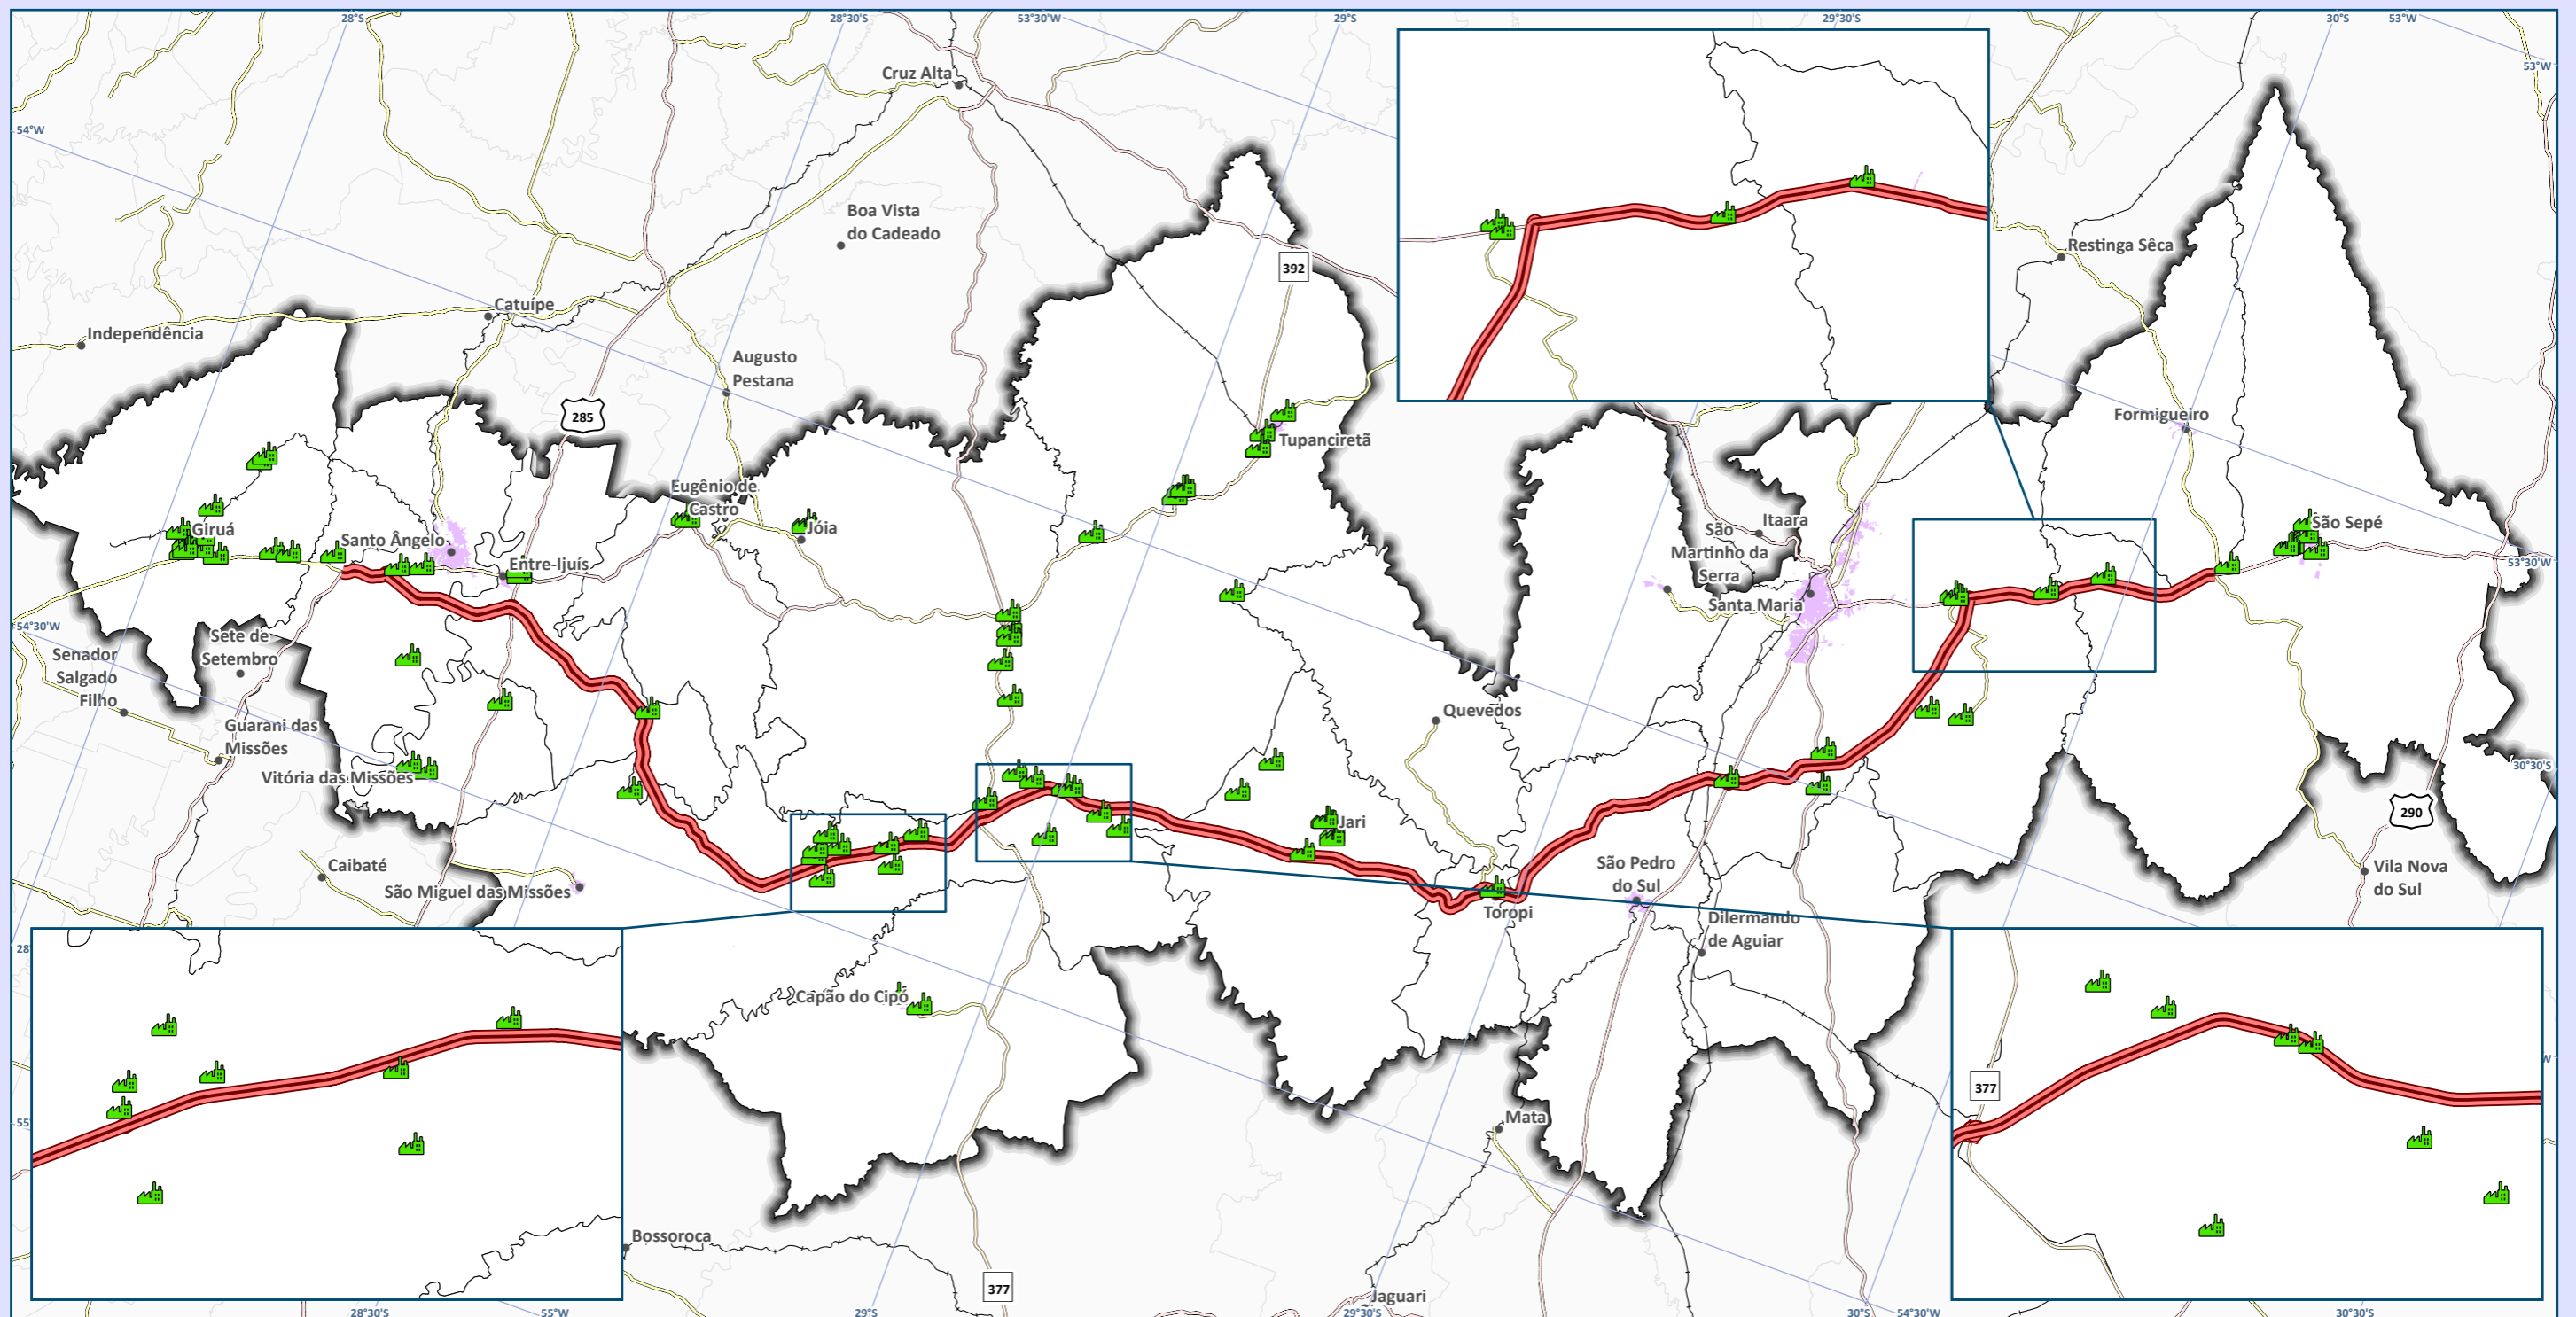 28°S
28°30'S
53°30'W
29°S
29°30'S
30°S
53°W
53°W
Cruz Alta
54°W
Boa Vista
do Cadeado
Restinga Sêca
392
Catuípe
Independência
Augusto
Pestana
285
Formigueiro
Tupanciretã
Eugênio de
Castro
Jóia
Giruá
Santo Ângelo
Entre-Ijuís
Itaara
São
Martinho da
Serra
Santa Maria
São Sepé
53°30'W
54°30'W
Sete de
Setembro
Senador
Salgado
Filho
Guarani das
Missões
Vitória das Missões
Quevedos
30°30'S
290
Jari
Caibaté
São Miguel das Missões
São Pedro
do Sul
Toropi
Dilermando
de Aguiar
Vila Nova
do Sul
28
Capão do Cipó
W
377
55°
Mata
Bossoroca
377
Jaguari
28°30'S
55°W
29°S
29°30'S
30°S
54°30'W
30°30'S